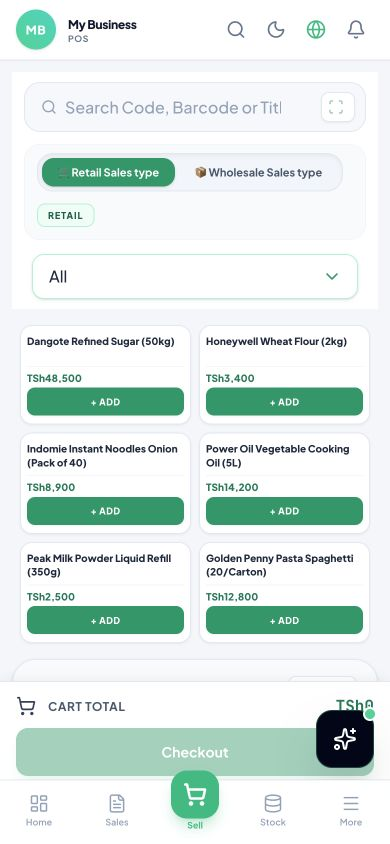 MB
My Business
POS
Search Code, Barcode or Titl
Retail Sales type
Wholesale Sales type
RETAIL
All
Dangote Refined Sugar (50kg)
TSh48,500
+ ADD
Honeywell Wheat Flour (2kg)
TSh3,400
+ ADD
Indomie Instant Noodles Onion
(Pack of 40)
TSh8,900
+ ADD
Power Oil Vegetable Cooking
Oil (5L)
TSh14,200
+ ADD
Peak Milk Powder Liquid Refill
(350g)
TSh2,500
+ ADD
Golden Penny Pasta Spaghetti
(20/Carton)
TSh12,800
+ ADD
CART TOTAL
TSh0
Checkout
Home
Sales
Sell
Stock
More